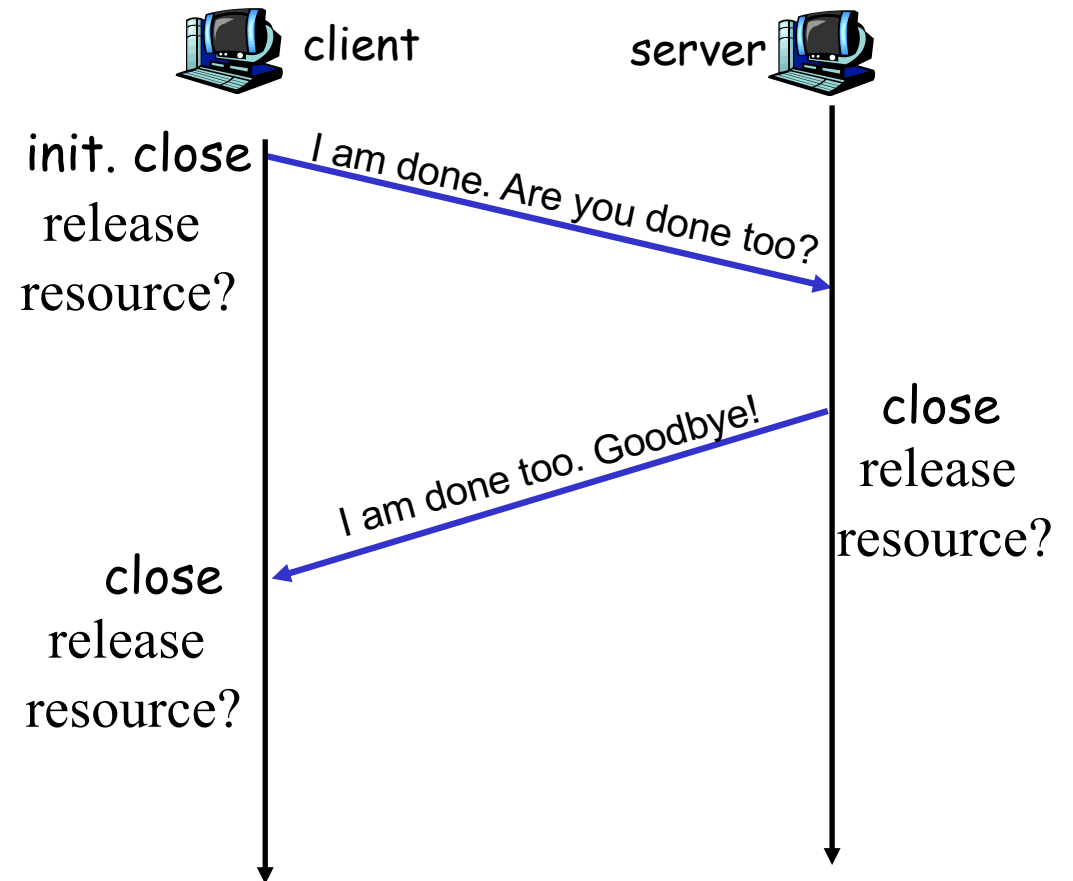 client
server
init. close
release
resource?
I am done. Are you done too?
close
release
resource?
I am done too. Goodbye!
close
release
resource?